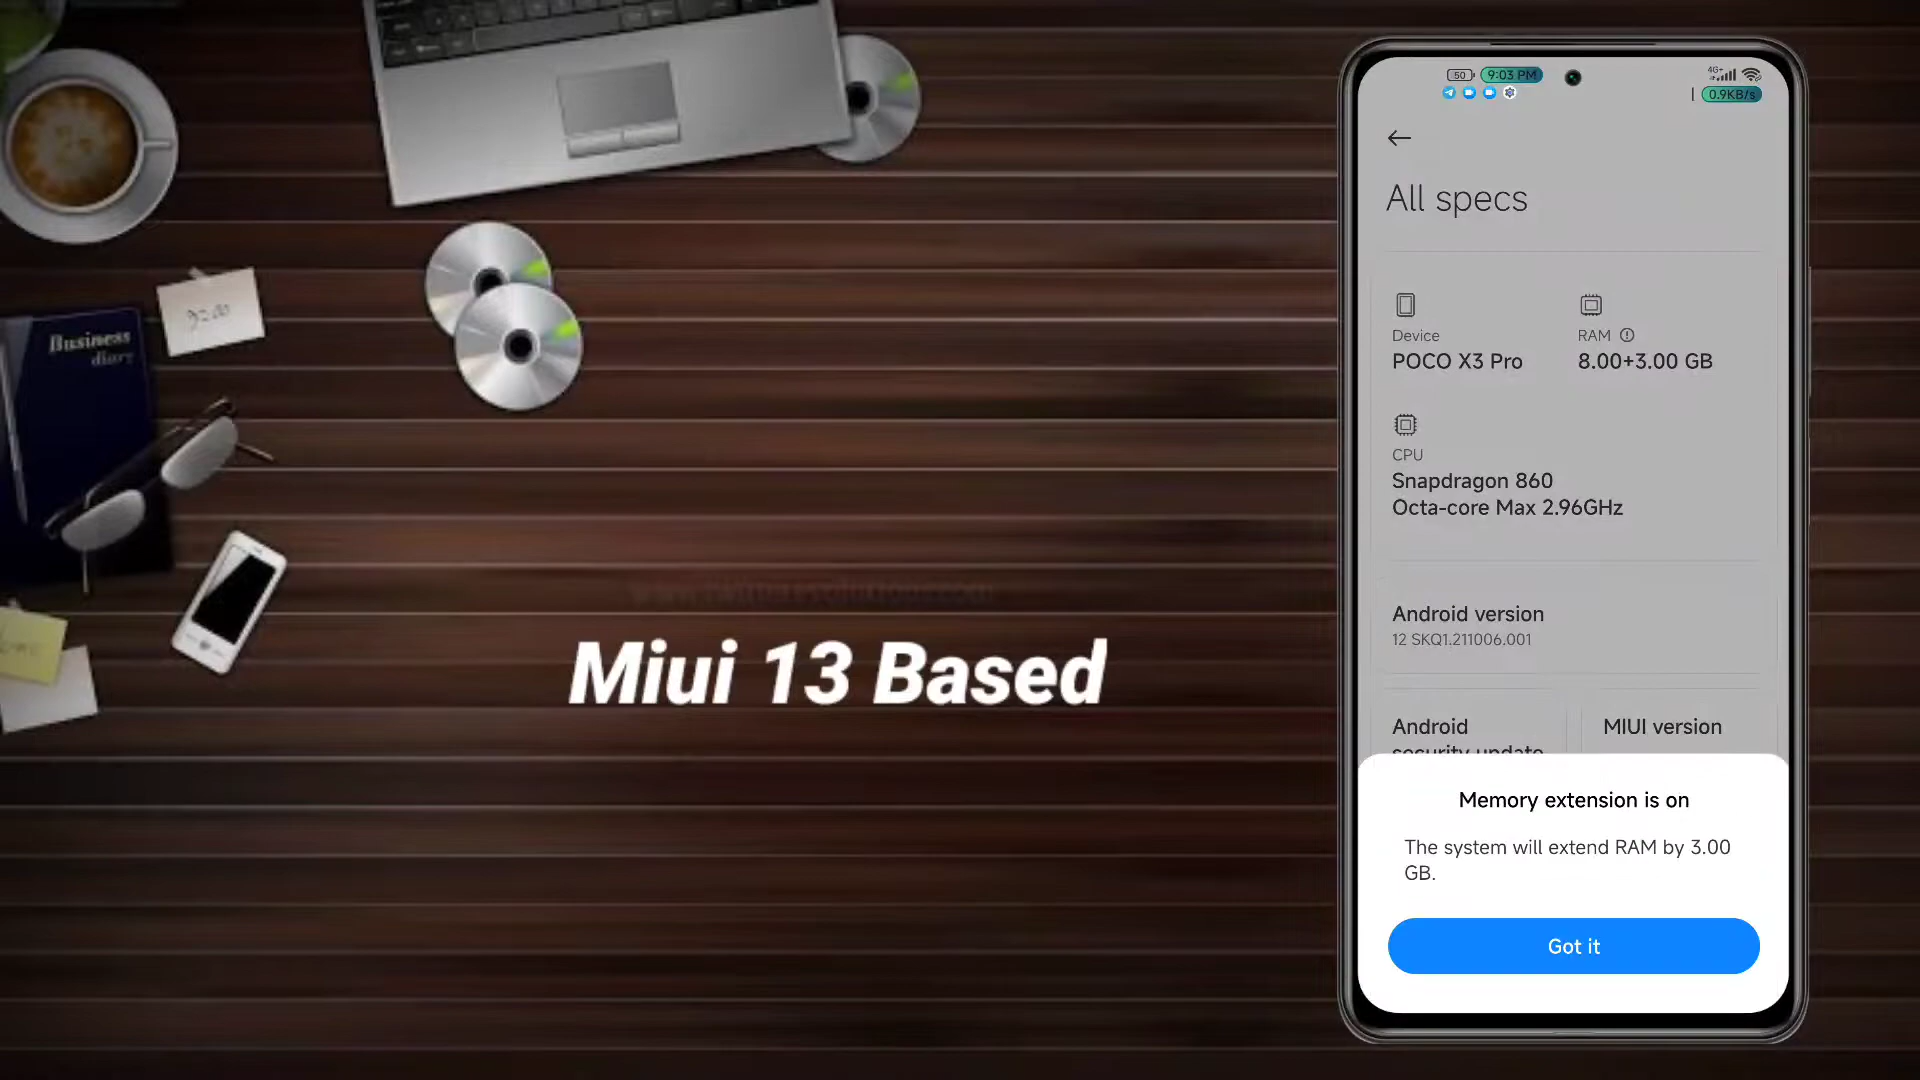 Business
diary
Miui 13 Based
50
9:03 PM
4G+
0.9KB/s
All specs
Device
POCO X3 Pro
RAM
8.00+3.00 GB
CPU
Snapdragon 860
Octa-core Max 2.96GHz
Android version
12 SKQ1.211006.001
Android
security update
MIUI version
Memory extension is on
The system will extend RAM by 3.00
GB.
Got it